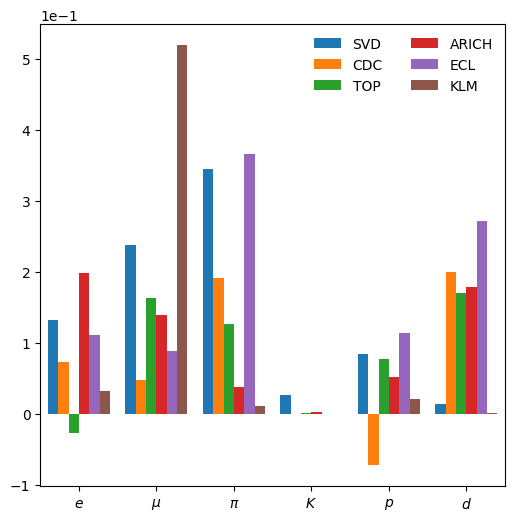 1e−1
SVD ARICH
CDC ECL
TOP KLM
5
4
3
2
1
0
−1
e μ π K p d